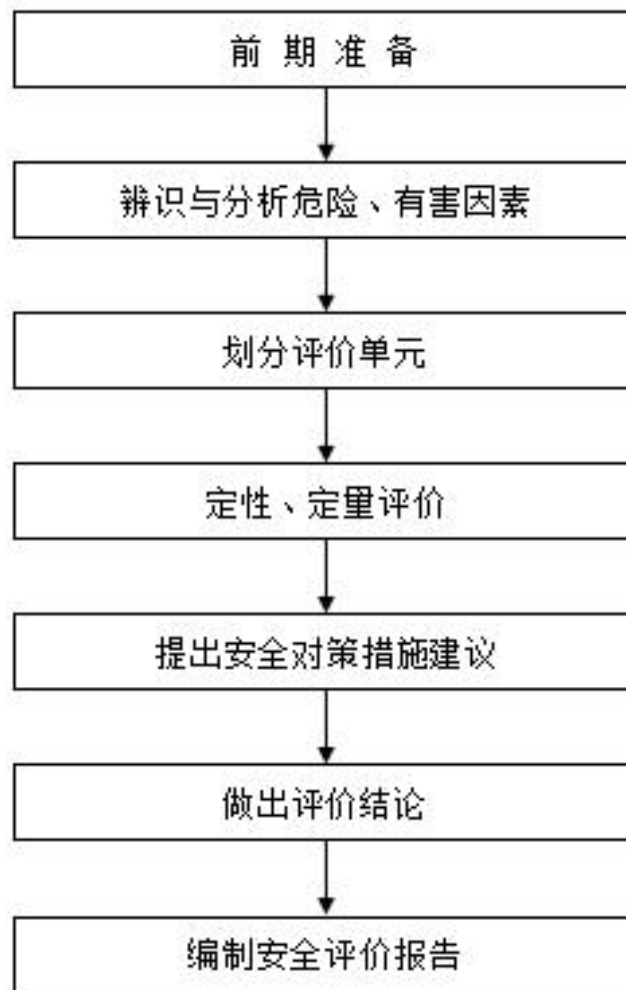 前期准备
辨识与分析危险、有害因素
划分评价单元
定性、定量评价
提出安全对策措施建议
做出评价结论
编制安全评价报告